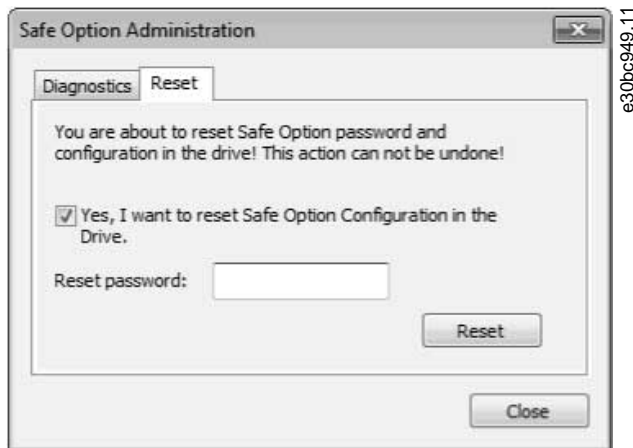 Safe Option Administration
Diagnostics Reset
You are about to reset Safe Option password and
configuration in the drive! This action can not be undone!
Yes, I want to reset Safe Option Configuration in the
Drive.
Reset password:
Reset
Close
e30bc949.11